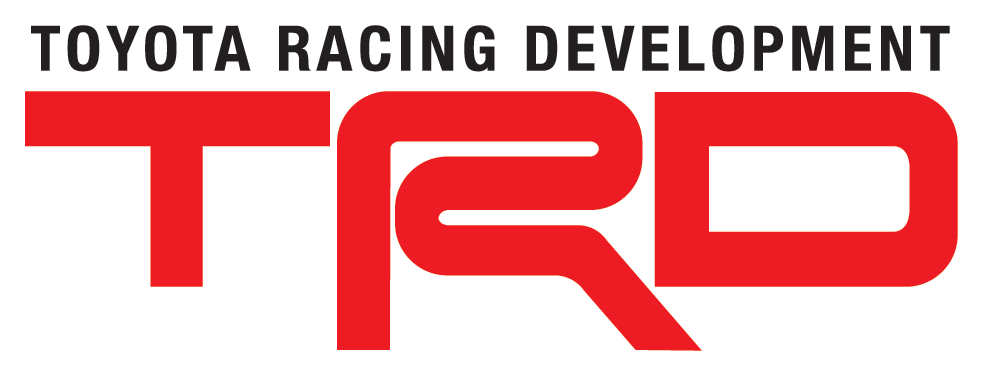 TOYOTA RACING DEVELOPMENT
TRD